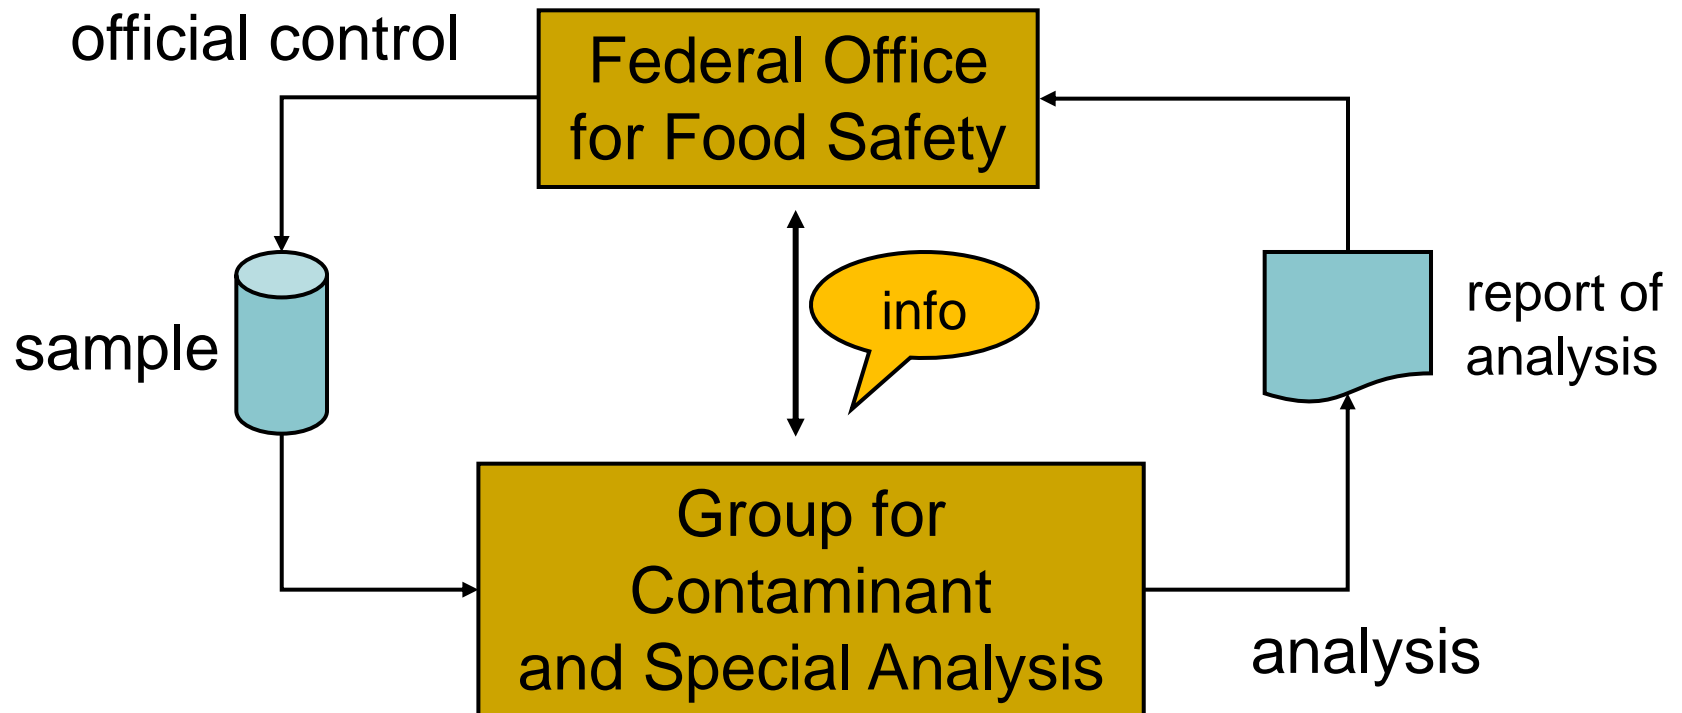 official control
Federal Office
for Food Safety
info
sample
report of
analysis
Group for
Contaminant
and Special Analysis
analysis